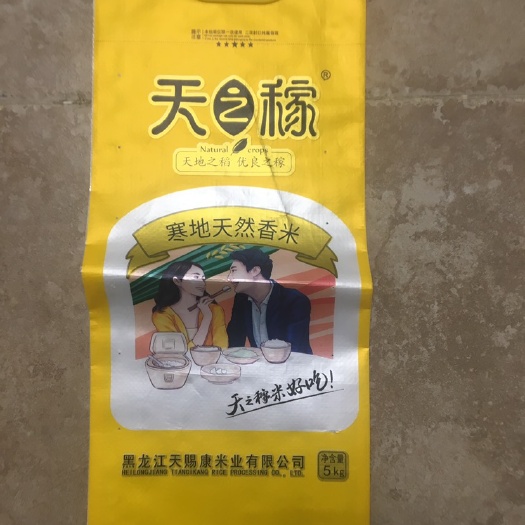 ★★★★★
天之稼®
Natural crops
天地之稻 优良之稼
寒地天然香米
天之稼米好吃!
黑龙江天赐康米业有限公司
HEILONGJIANG TIANCIKANG RICE PROCESSING CO., LTD.
净含量
5kg